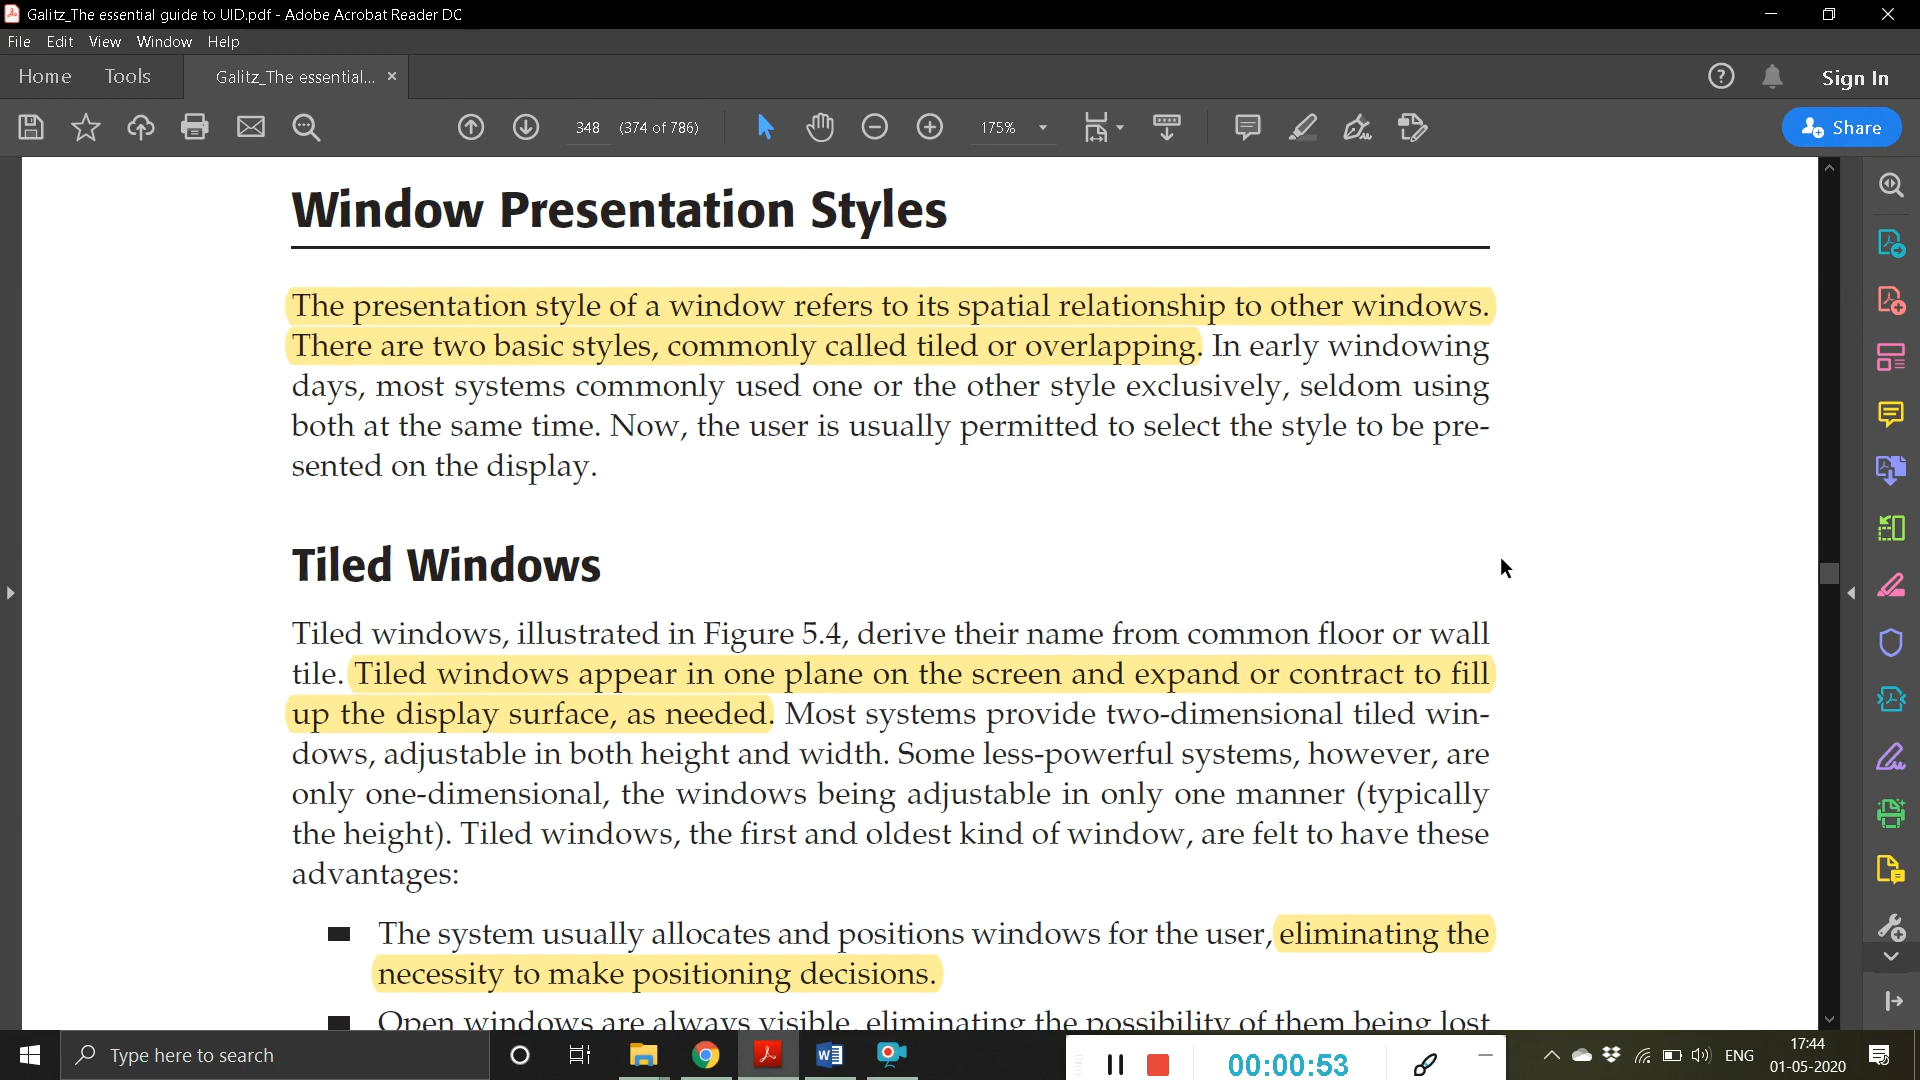 Galitz_The essential guide to UID.pdf - Adobe Acrobat Reader DC
File Edit View Window Help
Home Tools Galitz_The essential... × Sign In
348 (374 of 786) 175% Share
Window Presentation Styles
The presentation style of a window refers to its spatial relationship to other windows.
There are two basic styles, commonly called tiled or overlapping. In early windowing
days, most systems commonly used one or the other style exclusively, seldom using
both at the same time. Now, the user is usually permitted to select the style to be pre-
sented on the display.
Tiled Windows
Tiled windows, illustrated in Figure 5.4, derive their name from common floor or wall
tile. Tiled windows appear in one plane on the screen and expand or contract to fill
up the display surface, as needed. Most systems provide two-dimensional tiled win-
dows, adjustable in both height and width. Some less-powerful systems, however, are
only one-dimensional, the windows being adjustable in only one manner (typically
the height). Tiled windows, the first and oldest kind of window, are felt to have these
advantages:
The system usually allocates and positions windows for the user, eliminating the
necessity to make positioning decisions.
Open windows are always visible, eliminating the possibility of them being lost
Type here to search 00:00:53 ENG 17:44
01-05-2020